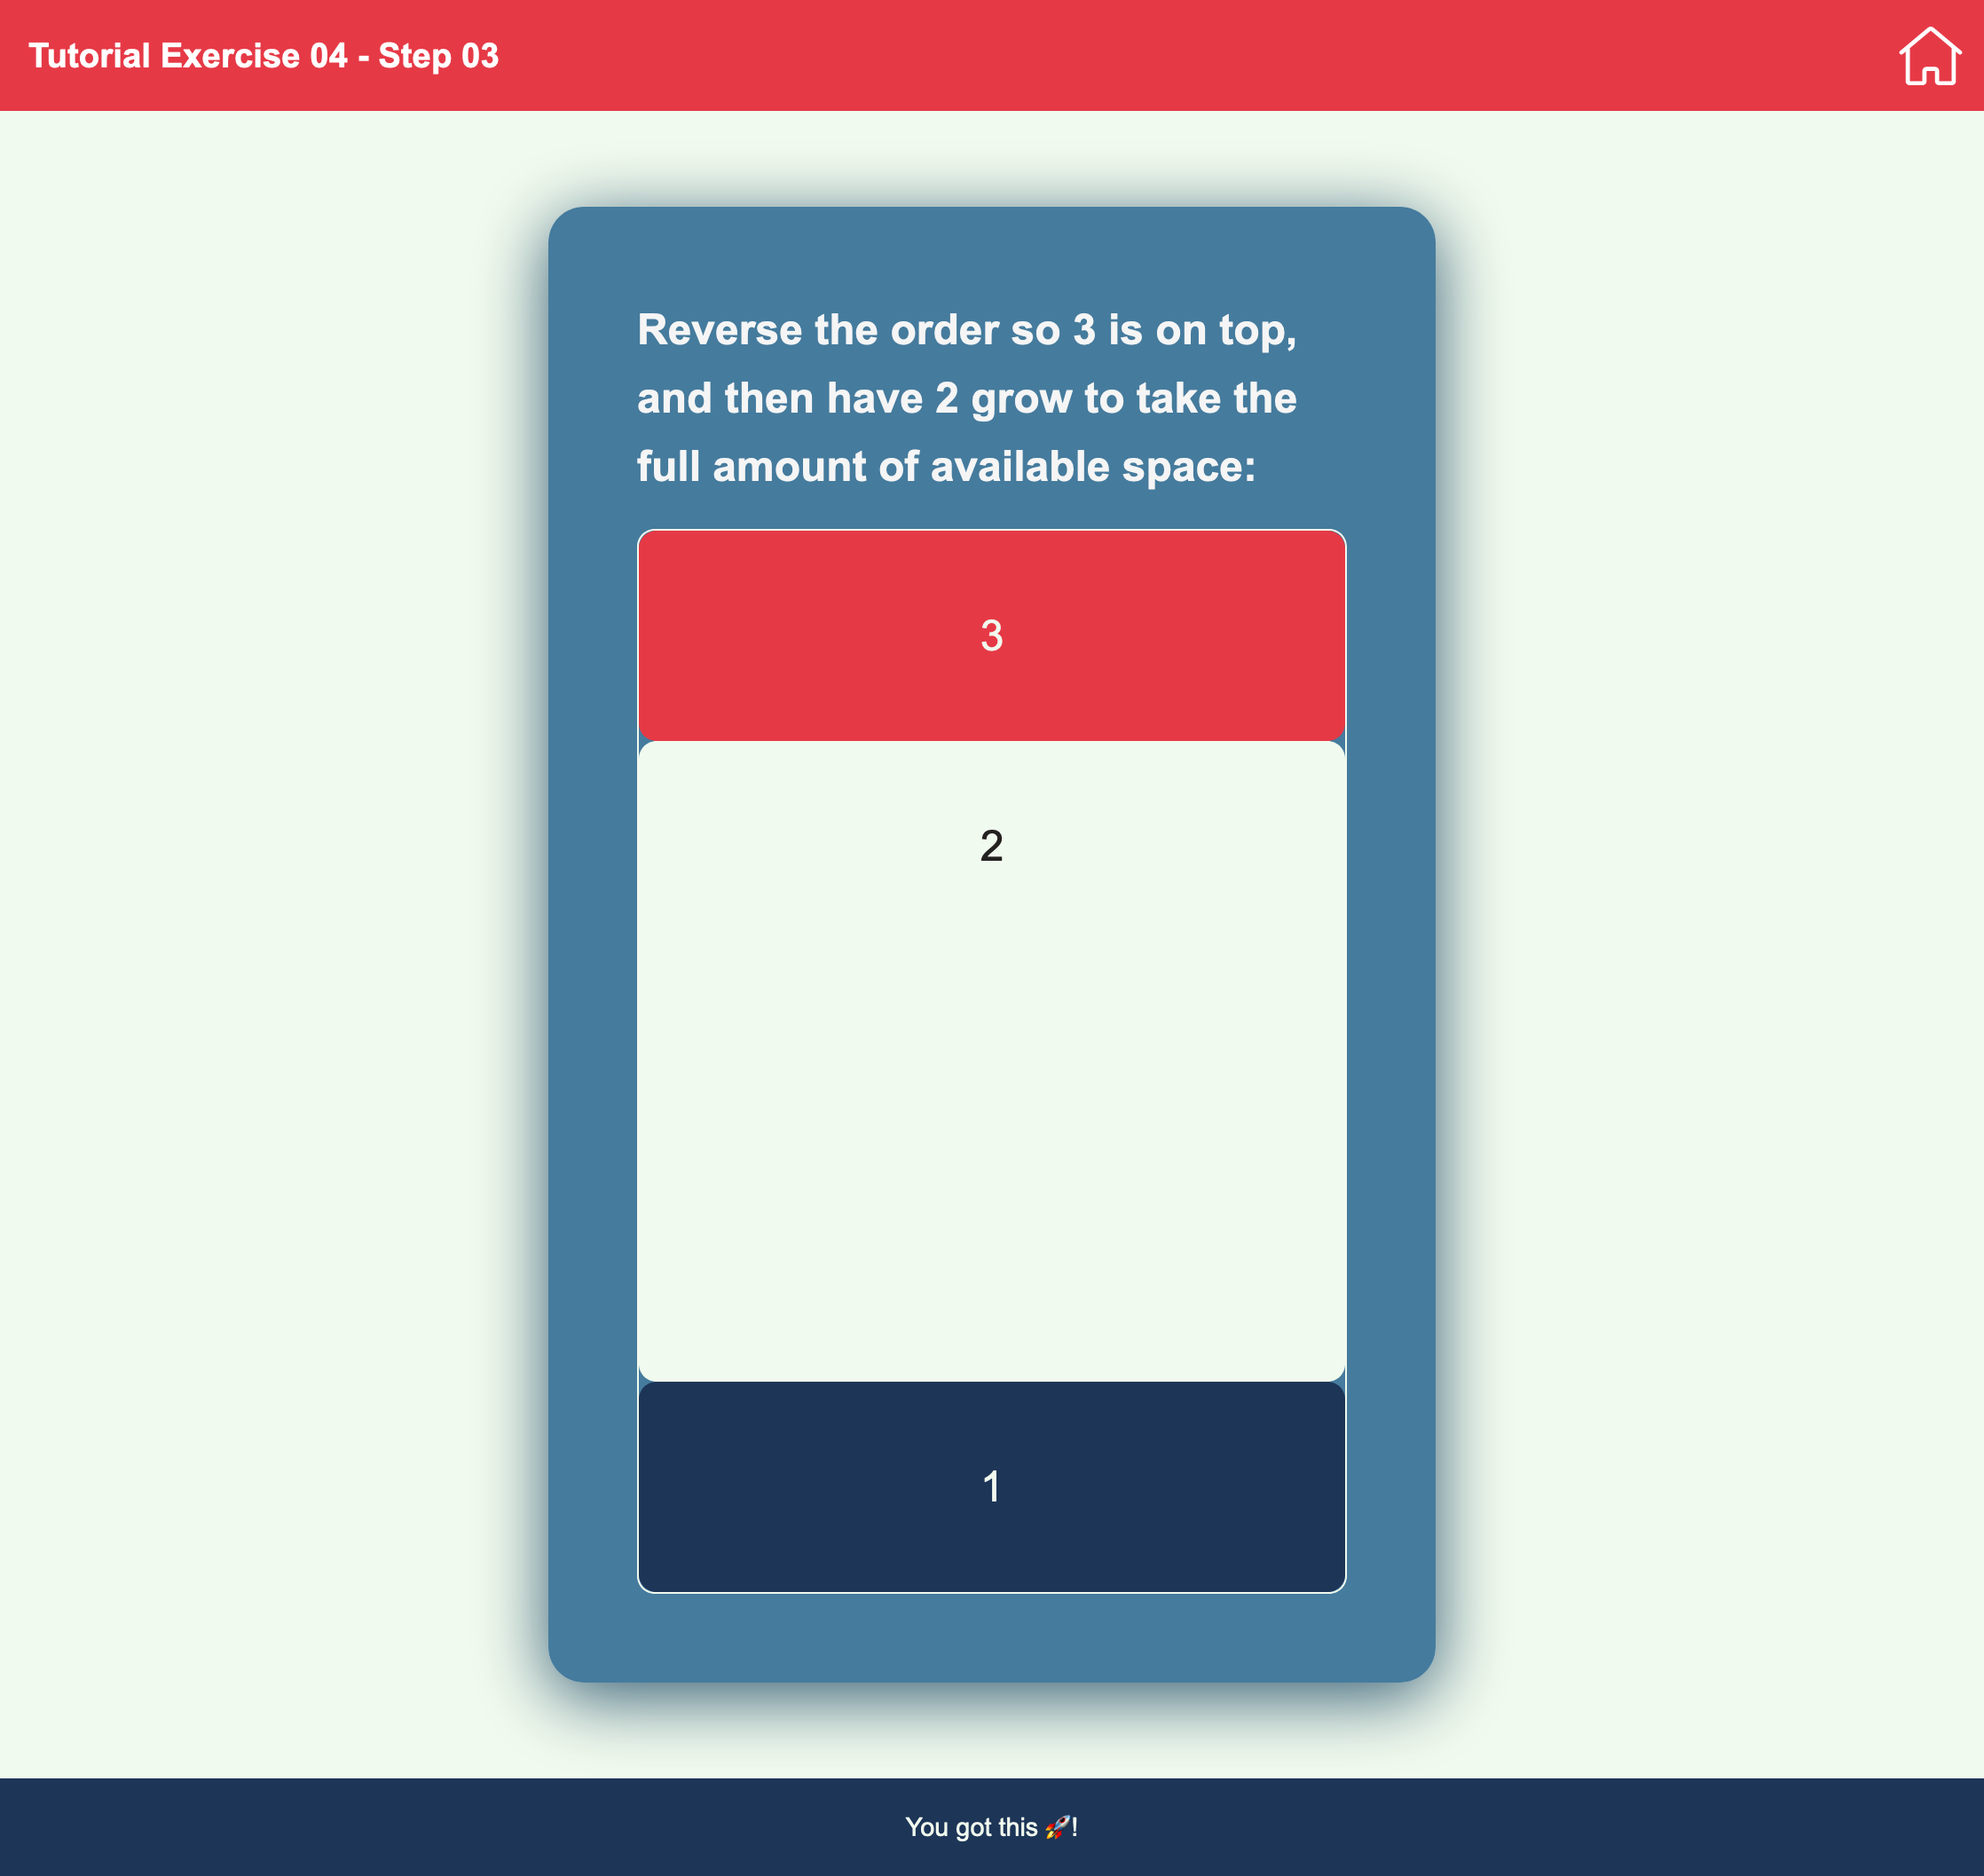 Tutorial Exercise 04 - Step 03
Reverse the order so 3 is on top,
and then have 2 grow to take the
full amount of available space:
3
2
1
You got this 🚀!